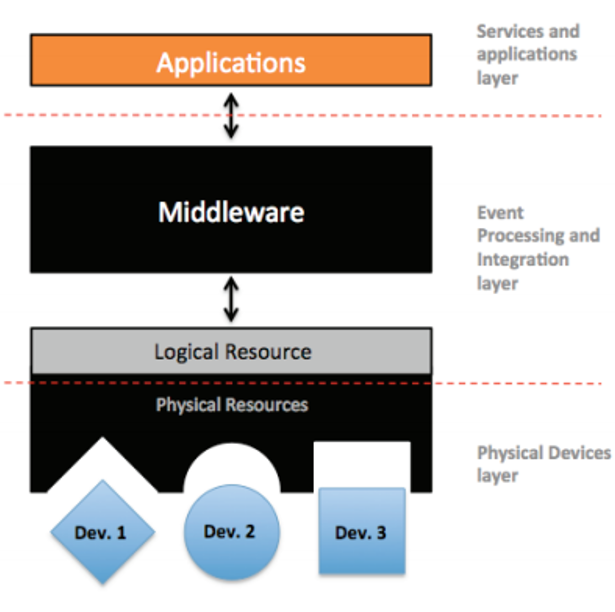 Services and
applications
layer
Applications
Middleware
Event
Processing and
Integration
layer
Logical Resource
Physical Resources
Physical Devices
layer
Dev. 1
Dev. 2
Dev. 3